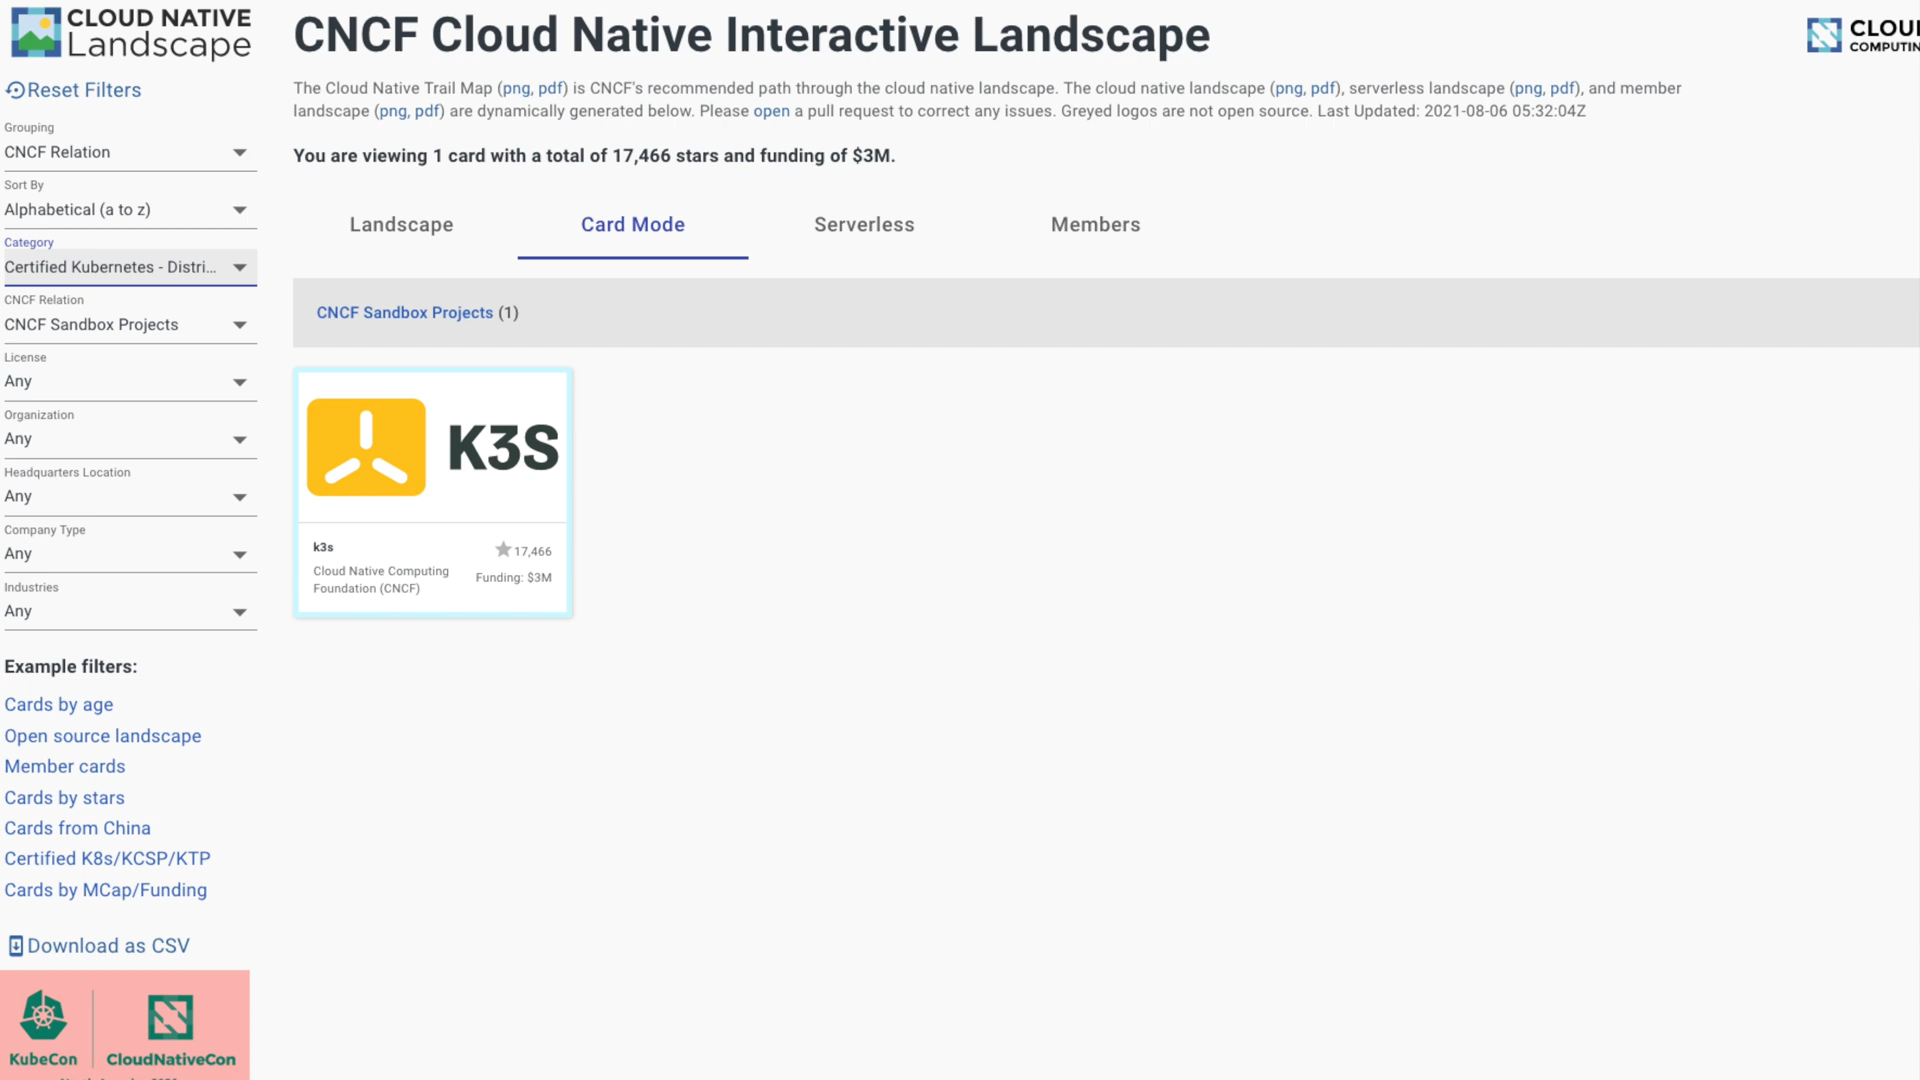 CLOUD NATIVE
Landscape
Reset Filters
Grouping
CNCF Relation
Sort By
Alphabetical (a to z)
Category
Certified Kubernetes - Distri...
CNCF Relation
CNCF Sandbox Projects
License
Any
Organization
Any
Headquarters Location
Any
Company Type
Any
Industries
Any
Example filters:
Cards by age
Open source landscape
Member cards
Cards by stars
Cards from China
Certified K8s/KCSP/KTP
Cards by MCap/Funding
Download as CSV
KubeCon
CloudNativeCon
CNCF Cloud Native Interactive Landscape
CLOU
COMPUTIN
The Cloud Native Trail Map (png, pdf) is CNCF's recommended path through the cloud native landscape. The cloud native landscape (png, pdf), serverless landscape (png, pdf), and member
landscape (png, pdf) are dynamically generated below. Please open a pull request to correct any issues. Greyed logos are not open source. Last Updated: 2021-08-06 05:32:04Z
You are viewing 1 card with a total of 17,466 stars and funding of $3M.
Landscape
Card Mode
Serverless
Members
CNCF Sandbox Projects (1)
K3S
k3s
17,466
Cloud Native Computing
Foundation (CNCF)
Funding: $3M